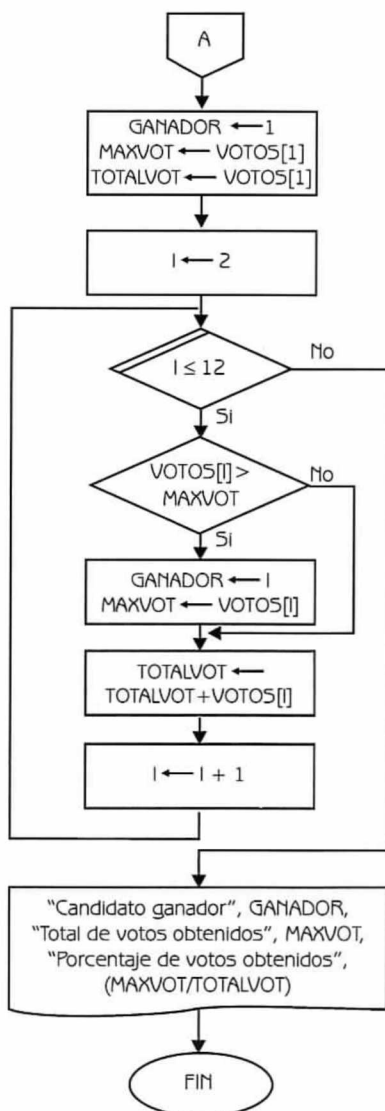 A
GANADOR ← 1
MAXVOT ← VOTOS[1]
TOTALVOT ← VOTOS[1]
I ← 2
I ≤ 12
No
Si
VOTOS[I] >
MAXVOT
No
Si
GANADOR ← I
MAXVOT ← VOTOS[I]
TOTALVOT ←
TOTALVOT+VOTOS[I]
I ← I + 1
“Candidato ganador”, GANADOR,
“Total de votos obtenidos”, MAXVOT,
“Porcentaje de votos obtenidos”,
(MAXVOT/TOTALVOT)
FIN